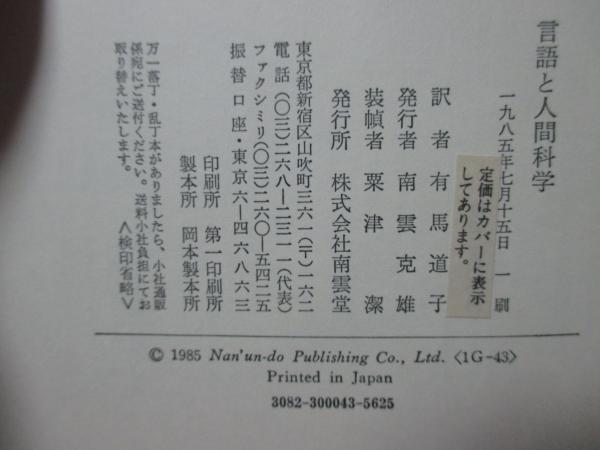 言語と人間科学
一九八五年七月十五日 一刷
定価はカバーに表示
してあります。
訳者 有馬道子
発行者 南雲克雄
装幀者 粟津潔
発行所 株式会社南雲堂
東京都新宿区山吹町三六一(〒)一六二
電話(〇三)二六八―二三一一(代表)
ファクシミリ(〇三)二六〇―五四二五
振替口座・東京六―四六八六三
印刷所 第一印刷所
製本所 岡本製本所
万一落丁・乱丁本がありましたら、小社通販
係宛にご送付ください。送料小社負担にてお
取り替えいたします。
〈検印省略〉
© 1985 Nan'un-do Publishing Co., Ltd. 〈1G-43〉
Printed in Japan
3082-300043-5625